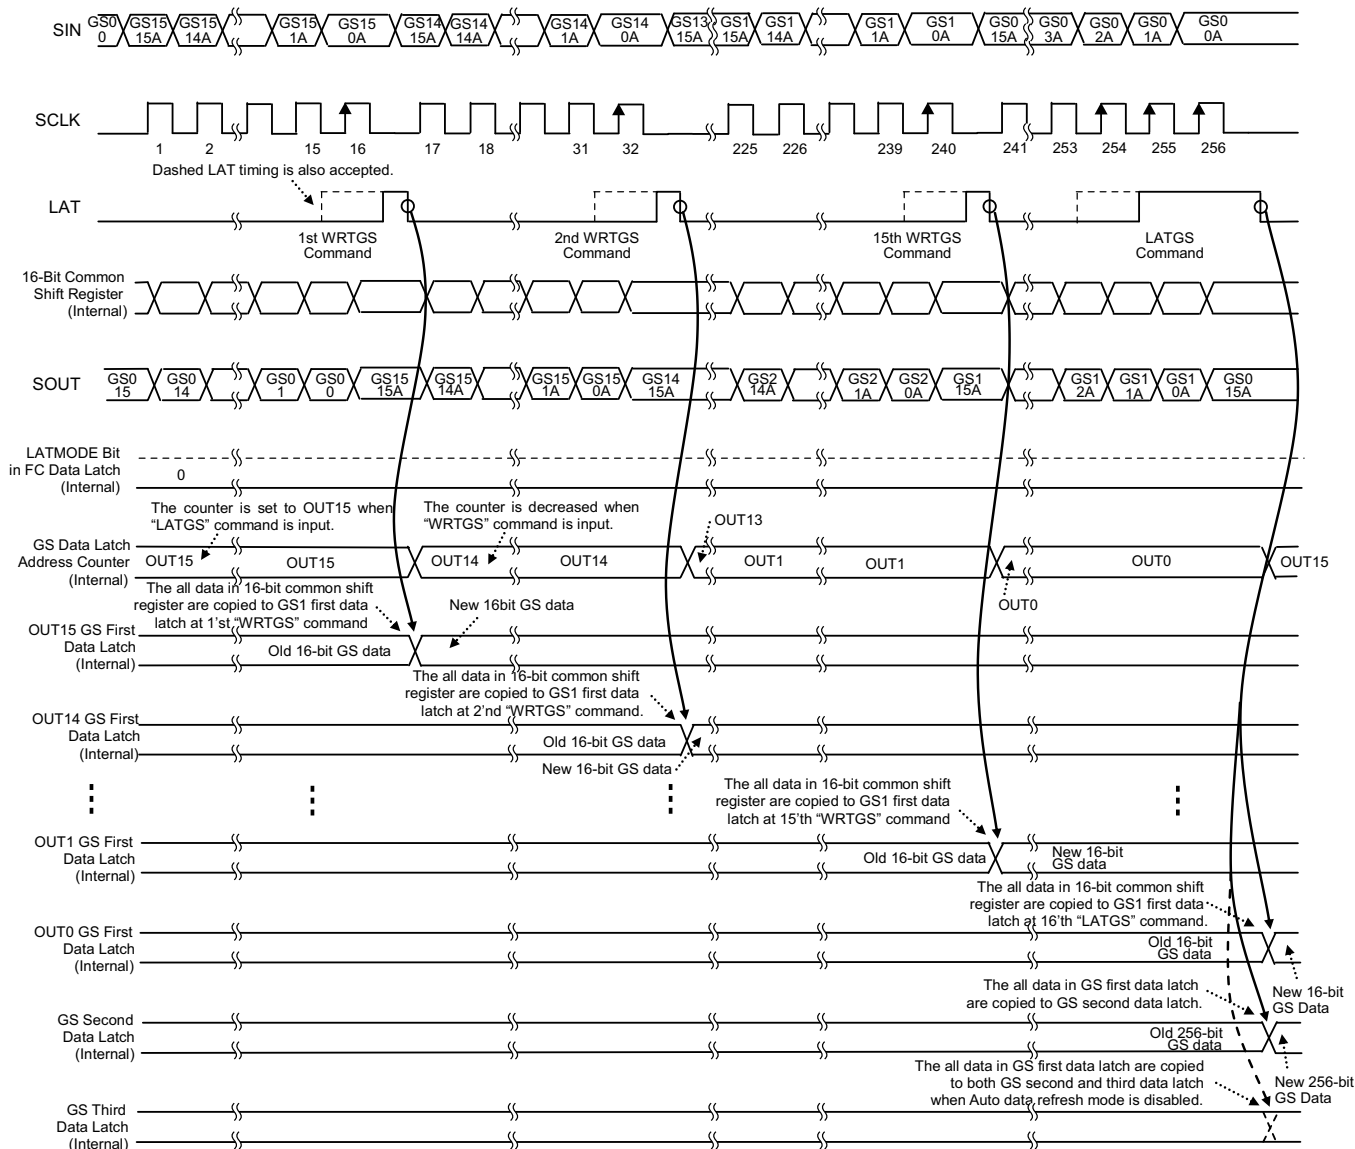 SIN
GS0 0
GS15 15A
GS15 14A
GS15 1A
GS15 0A
GS14 15A
GS14 14A
GS14 1A
GS14 0A
GS13 15A
GS1 15A
GS1 14A
GS1 1A
GS1 0A
GS0 15A
GS0 3A
GS0 2A
GS0 1A
GS0 0A
SCLK
1 2 15 16 17 18 31 32 225 226 239 240 241 253 254 255 256
Dashed LAT timing is also accepted.
LAT
1st WRTGS
Command
2nd WRTGS
Command
15th WRTGS
Command
LATGS
Command
16-Bit Common
Shift Register
(Internal)
SOUT
GS0 15
GS0 14
GS0 1
GS0 0
GS15 15A
GS15 14A
GS15 1A
GS15 0A
GS14 15A
GS2 14A
GS2 1A
GS2 0A
GS1 15A
GS1 2A
GS1 1A
GS1 0A
GS0 15A
LATMODE Bit
in FC Data Latch
(Internal)
0
The counter is set to OUT15 when
“LATGS” command is input.
The counter is decreased when
“WRTGS” command is input.
OUT13
GS Data Latch
Address Counter
(Internal)
OUT15 OUT15 OUT14 OUT14 OUT1 OUT1 OUT0 OUT15
OUT0
The all data in 16-bit common shift
register are copied to GS1 first data
latch at 1’st “WRTGS” command
New 16bit GS data
OUT15 GS First
Data Latch
(Internal)
Old 16-bit GS data
The all data in 16-bit common shift
register are copied to GS1 first data
latch at 2’nd “WRTGS” command.
OUT14 GS First
Data Latch
(Internal)
Old 16-bit GS data
New 16-bit GS data
The all data in 16-bit common shift
register are copied to GS1 first data
latch at 15’th “WRTGS” command
OUT1 GS First
Data Latch
(Internal)
Old 16-bit GS data
New 16-bit
GS data
The all data in 16-bit common shift
register are copied to GS1 first data
latch at 16’th “LATGS” command.
OUT0 GS First
Data Latch
(Internal)
Old 16-bit
GS data
New 16-bit
GS Data
The all data in GS first data latch
are copied to GS second data latch.
GS Second
Data Latch
(Internal)
Old 256-bit
GS data
New 256-bit
GS Data
The all data in GS first data latch are copied
to both GS second and third data latch
when Auto data refresh mode is disabled.
GS Third
Data Latch
(Internal)